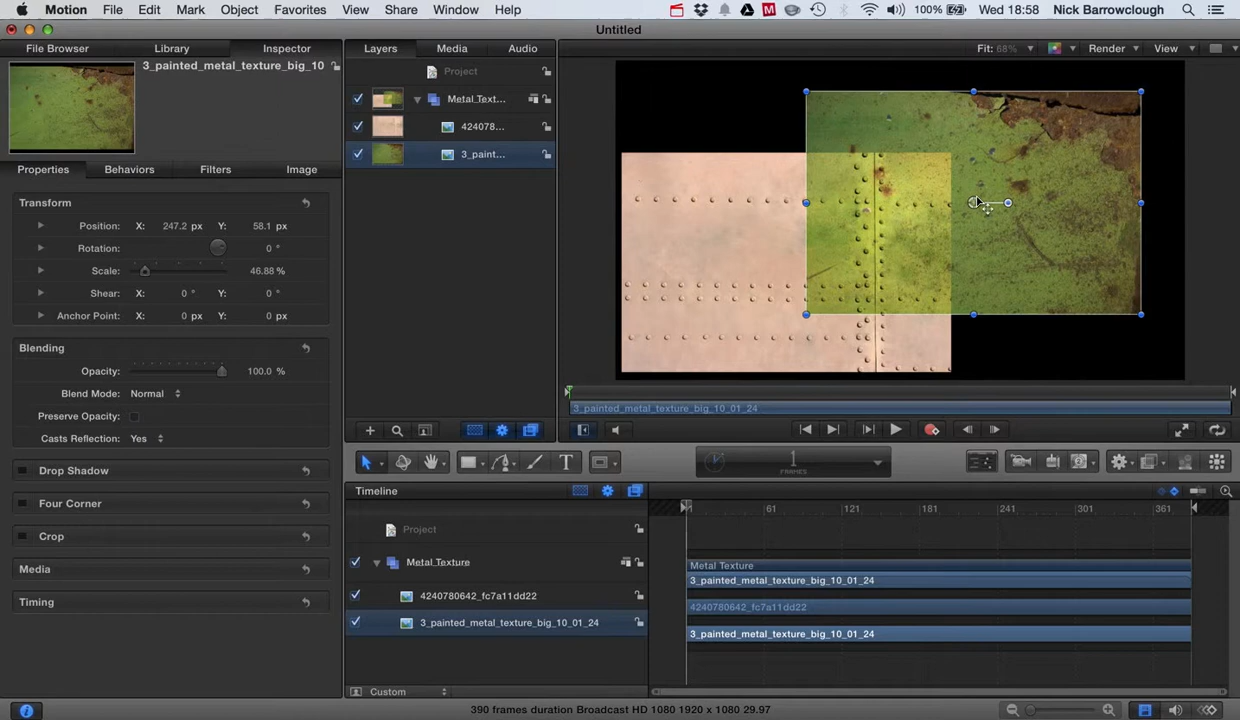 Motion File Edit Mark Object Favorites View Share Window Help 100% Wed 18:58 Nick Barrowclough
Untitled
File Browser Library Inspector Layers Media Audio Fit: 68% Render View
3_painted_metal_texture_big_10
Project
Metal Text...
424078...
3_paint...
Properties Behaviors Filters Image
Transform
Position: X: 247.2 px Y: 58.1 px
Rotation: 0 °
Scale: 46.88 %
Shear: X: 0 ° Y: 0 °
Anchor Point: X: 0 px Y: 0 px
Blending
Opacity: 100.0 %
Blend Mode: Normal
Preserve Opacity:
Casts Reflection: Yes
Drop Shadow
Four Corner
Crop
Media
Timing
3_painted_metal_texture_big_10_01_24
T 1 FRAMES
Timeline
61 121 181 241 301 361
Project
Metal Texture
4240780642_fc7a11dd22
3_painted_metal_texture_big_10_01_24
Metal Texture
3_painted_metal_texture_big_10_01_24
4240780642_fc7a11dd22
3_painted_metal_texture_big_10_01_24
Custom
390 frames duration Broadcast HD 1080 1920 x 1080 29.97